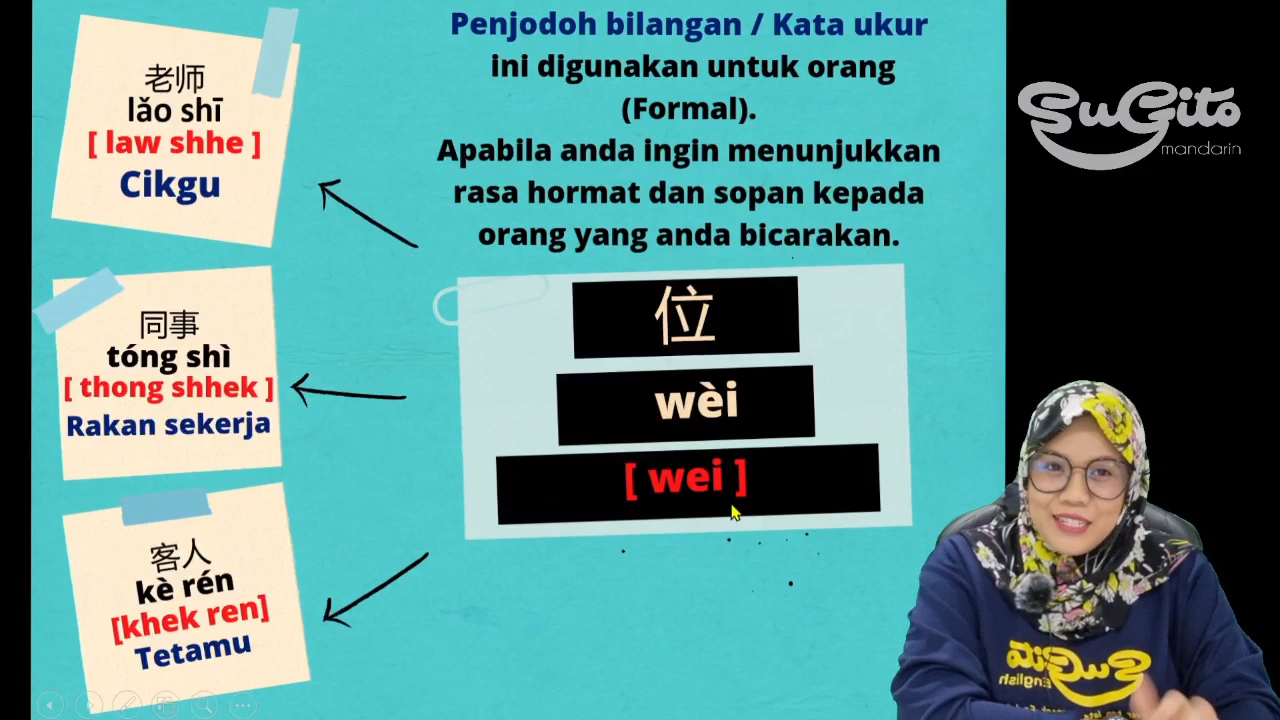 老师
lǎo shī
[ law shhe ]
Cikgu
同事
tóng shì
[ thong shhek ]
Rakan sekerja
客人
kè rén
[khek ren]
Tetamu
Penjodoh bilangan / Kata ukur
ini digunakan untuk orang
(Formal).
Apabila anda ingin menunjukkan
rasa hormat dan sopan kepada
orang yang anda bicarakan.
位
wèi
[ wei ]
SuGito
mandarin
SuGito
English